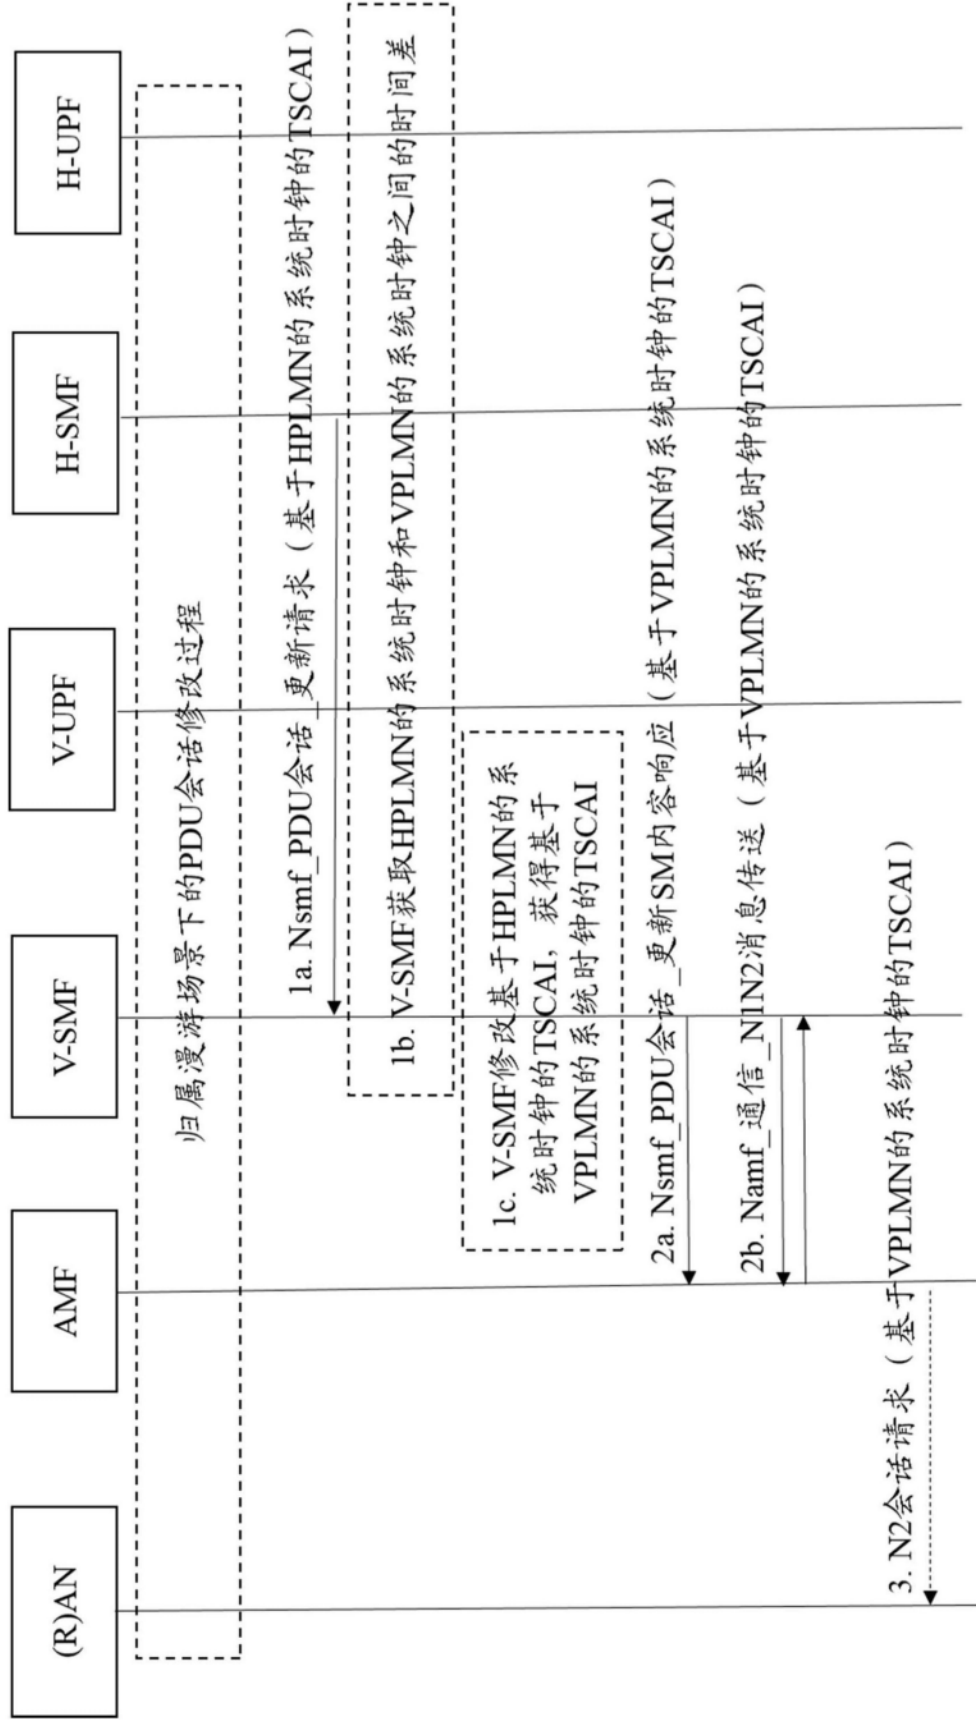 (R)AN
AMF
V-SMF
V-UPF
H-SMF
H-UPF
归属漫游场景下的PDU会话修改过程
1a. Nsmf_PDU会话_更新请求（基于HPLMN的系统时钟的TSCAI）
1b. V-SMF获取HPLMN的系统时钟和VPLMN的系统时钟之间的时间差
1c. V-SMF修改基于HPLMN的系
统时钟的TSCAI，获得基于
VPLMN的系统时钟的TSCAI
2a. Nsmf_PDU会话_更新SM内容响应（基于VPLMN的系统时钟的TSCAI）
2b. Namf_通信_N1N2消息传送（基于VPLMN的系统时钟的TSCAI）
3. N2会话请求（基于VPLMN的系统时钟的TSCAI）